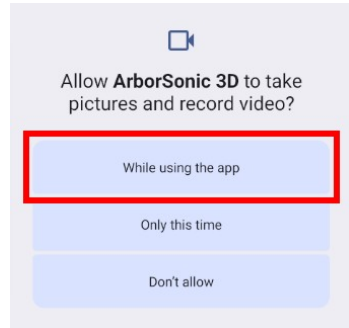 Allow ArborSonic 3D to take
pictures and record video?
While using the app
Only this time
Don't allow